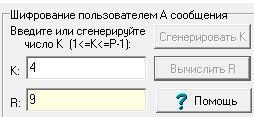 Шифрование пользователем А сообщения
Введите или сгенерируйте
число К (1<=K<=P-1):
Сгенерировать К
K: 4
Вычислить R
R: 9
? Помощь